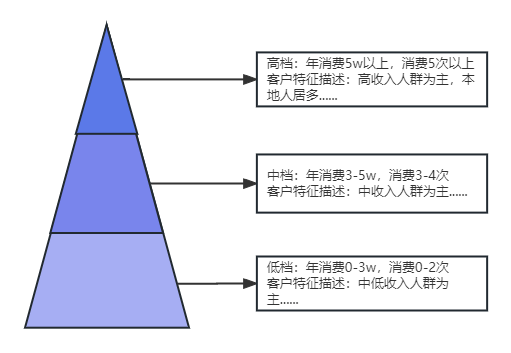 高档：年消费5w以上，消费5次以上
客户特征描述：高收入人群为主，本
地人居多......
中档：年消费3-5w，消费3-4次
客户特征描述：中收入人群为主......
低档：年消费0-3w，消费0-2次
客户特征描述：中低收入人群为
主......